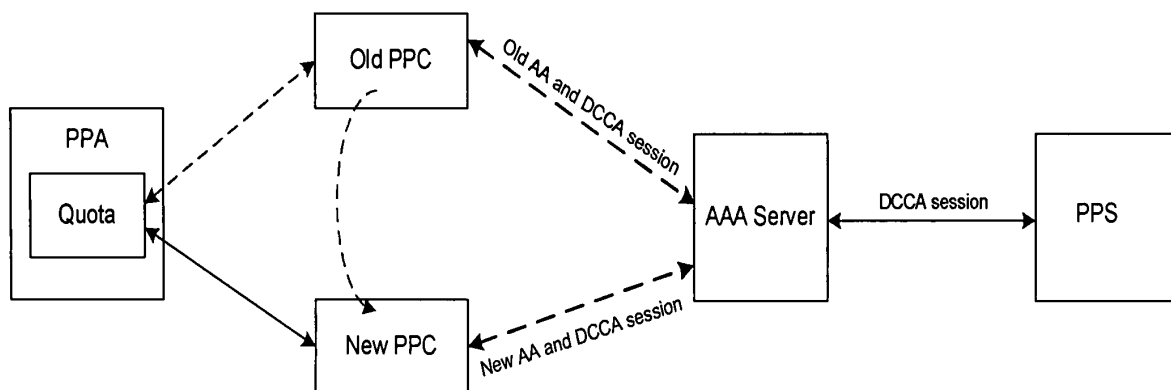 Old PPC
Old AA and DCCA session
PPA
Quota
AAA Server
DCCA session
PPS
New PPC
New AA and DCCA session